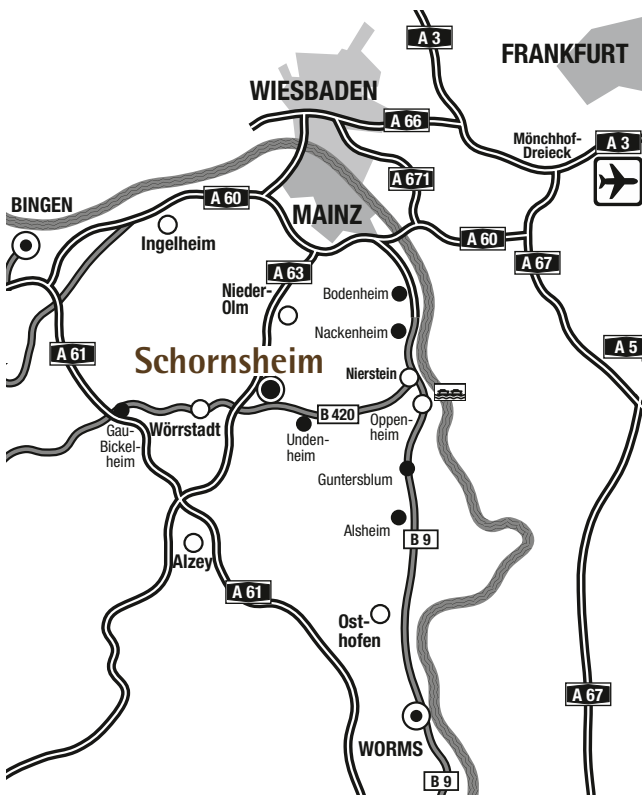 A 3
FRANKFURT
WIESBADEN
A 66
Mönchhof-
Dreieck
A 3
A 671
BINGEN
A 60
MAINZ
Ingelheim
A 60
A 63
A 67
Nieder-
Olm
Bodenheim
Nackenheim
A 61
A 5
Schornsheim
Nierstein
B 420
Wörrstadt
Gau-
Bickel-
heim
Unden-
heim
Oppen-
heim
Guntersblum
Alsheim
B 9
Alzey
A 61
Ost-
hofen
A 67
WORMS
B 9